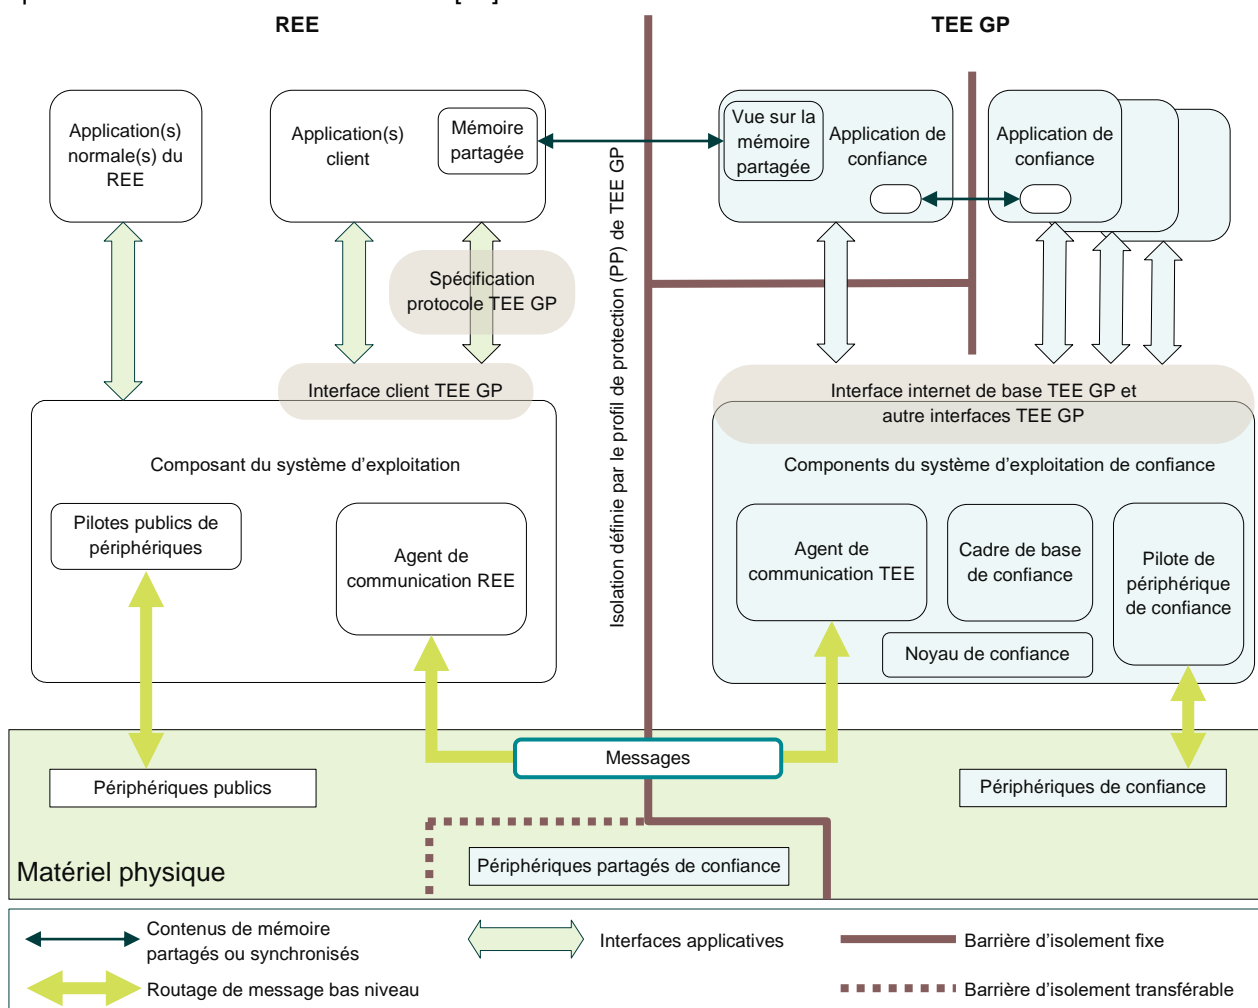 REE
TEE GP
Application(s)
normale(s) du
REE
Application(s)
client
Mémoire
partagée
Vue sur la
mémoire
partagée
Application de
confiance
Application de
confiance
Spécification
protocole TEE GP
Isolation définie par le profil de protection (PP) de TEE GP
Interface client TEE GP
Interface internet de base TEE GP et
autre interfaces TEE GP
Composant du système d'exploitation
Components du système d'exploitation de confiance
Pilotes publics de
périphériques
Agent de
communication REE
Agent de
communication TEE
Cadre de base
de confiance
Pilote de
périphérique
de confiance
Noyau de confiance
Messages
Périphériques publics
Périphériques de confiance
Matériel physique
Périphériques partagés de confiance
Contenus de mémoire
partagés ou synchronisés
Interfaces applicatives
Barrière d'isolement fixe
Routage de message bas niveau
Barrière d'isolement transférable